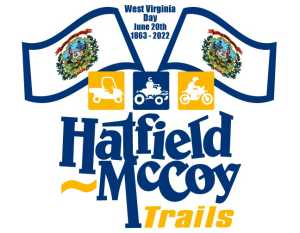 West Virginia
Day
June 20th
1863 - 2022
Hatfield
~McCoy
Trails